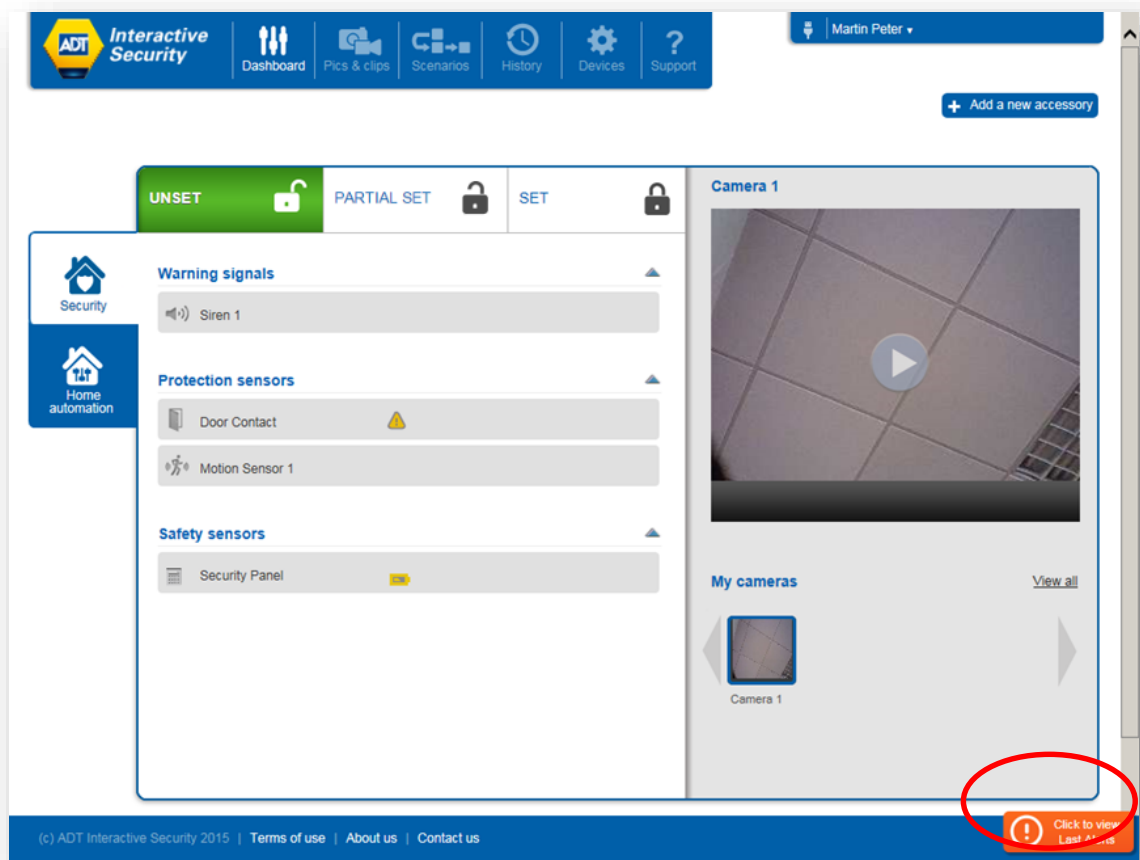 ADT Interactive
Security
Dashboard
Pics & clips
Scenarios
History
Devices
? Support
Martin Peter
+ Add a new accessory
UNSET
PARTIAL SET
SET
Camera 1
Security
Home
automation
Warning signals
Siren 1
Protection sensors
Door Contact
Motion Sensor 1
Safety sensors
Security Panel
My cameras
View all
Camera 1
(c) ADT Interactive Security 2015 | Terms of use | About us | Contact us
Click to view
Last Alerts